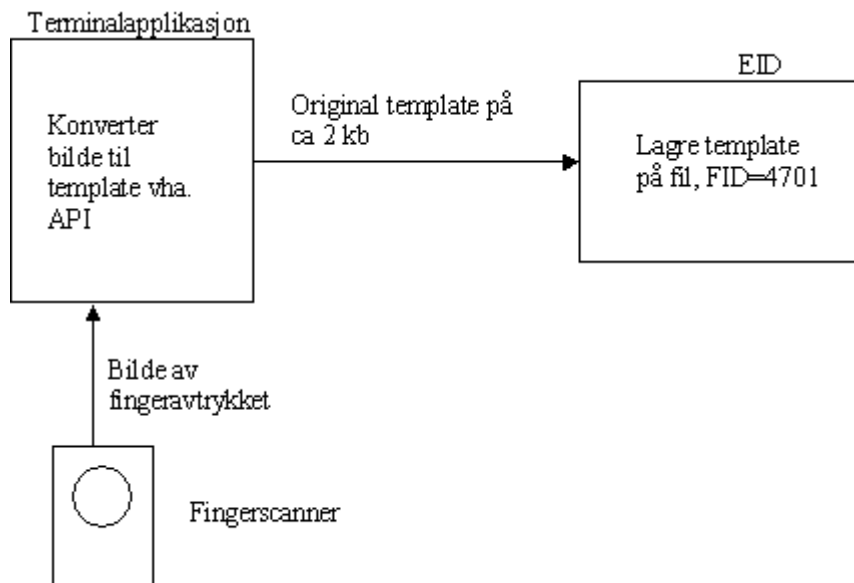 Terminalapplikasjon
Konverter
bilde til
template vha.
API
Original template på
ca 2 kb
EID
Lagre template
på fil, FID=4701
Bilde av
fingeravtrykket
Fingerscanner